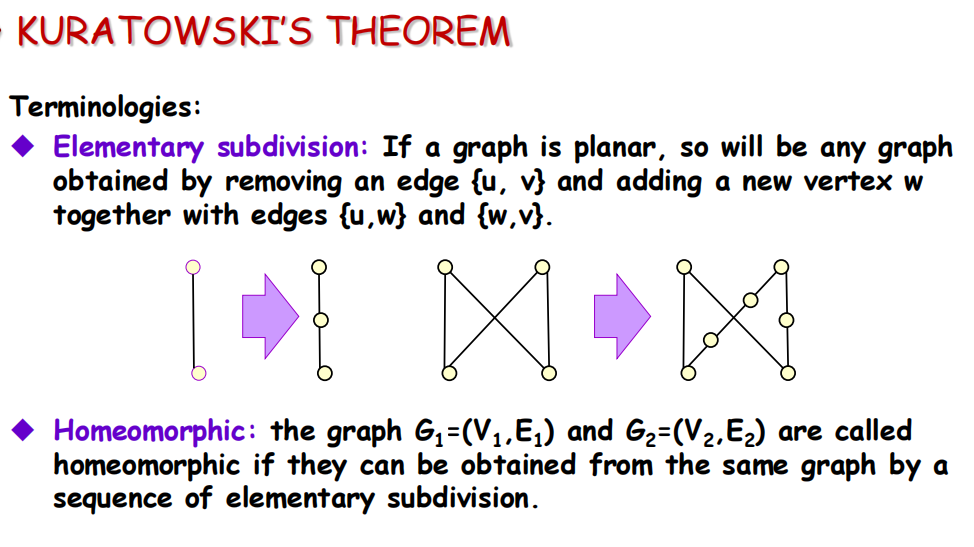 KURATOWSKI'S THEOREM
Terminologies:
◆ Elementary subdivision: If a graph is planar, so will be any graph
obtained by removing an edge {u, v} and adding a new vertex w
together with edges {u,w} and {w,v}.
◆ Homeomorphic: the graph G₁=(V₁,E₁) and G₂=(V₂,E₂) are called
homeomorphic if they can be obtained from the same graph by a
sequence of elementary subdivision.